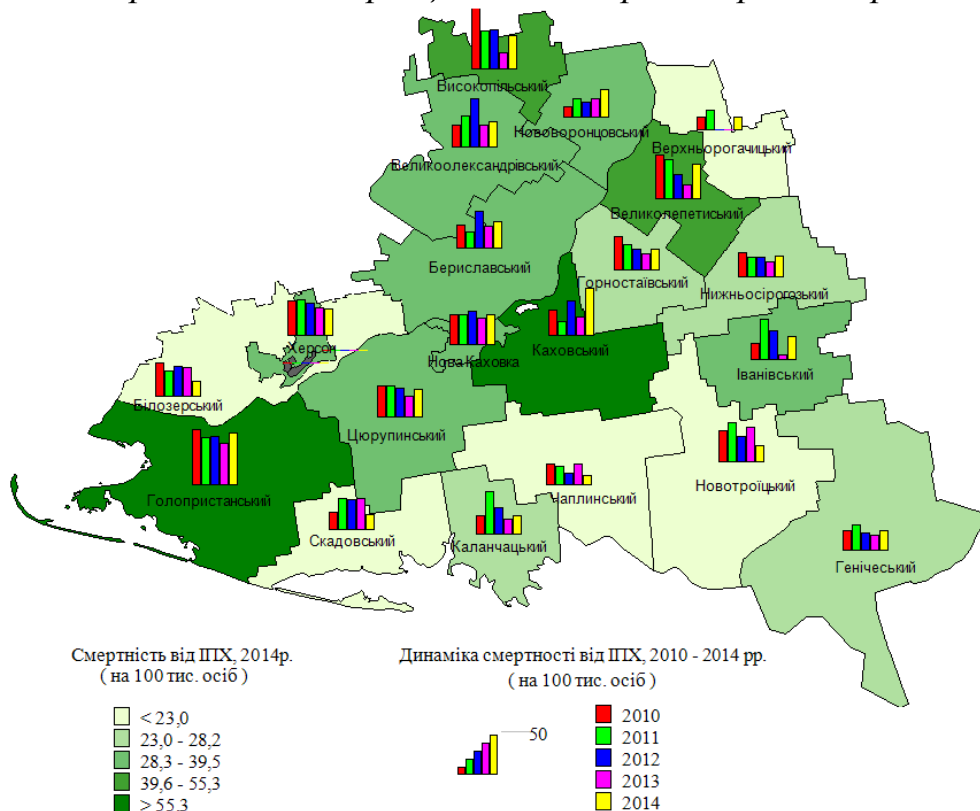 Високопільський
Нововоронцовський
Верхньорогачицький
Великоолександрівський
Великолепетиський
Бериславський
Горностаївський
Нижньосірогозький
Херсон
Нова Каховка
Каховський
Іванівський
Білозерський
Цюрупинський
Голопристанський
Чаплинський
Новотроїцький
Скадовський
Каланчацький
Генічеський
Смертність від ІПХ, 2014р.
( на 100 тис. осіб )
< 23,0
23,0 - 28,2
28,3 - 39,5
39,6 - 55,3
> 55,3
Динаміка смертності від ІПХ, 2010 - 2014 рр.
( на 100 тис. осіб )
50
2010
2011
2012
2013
2014